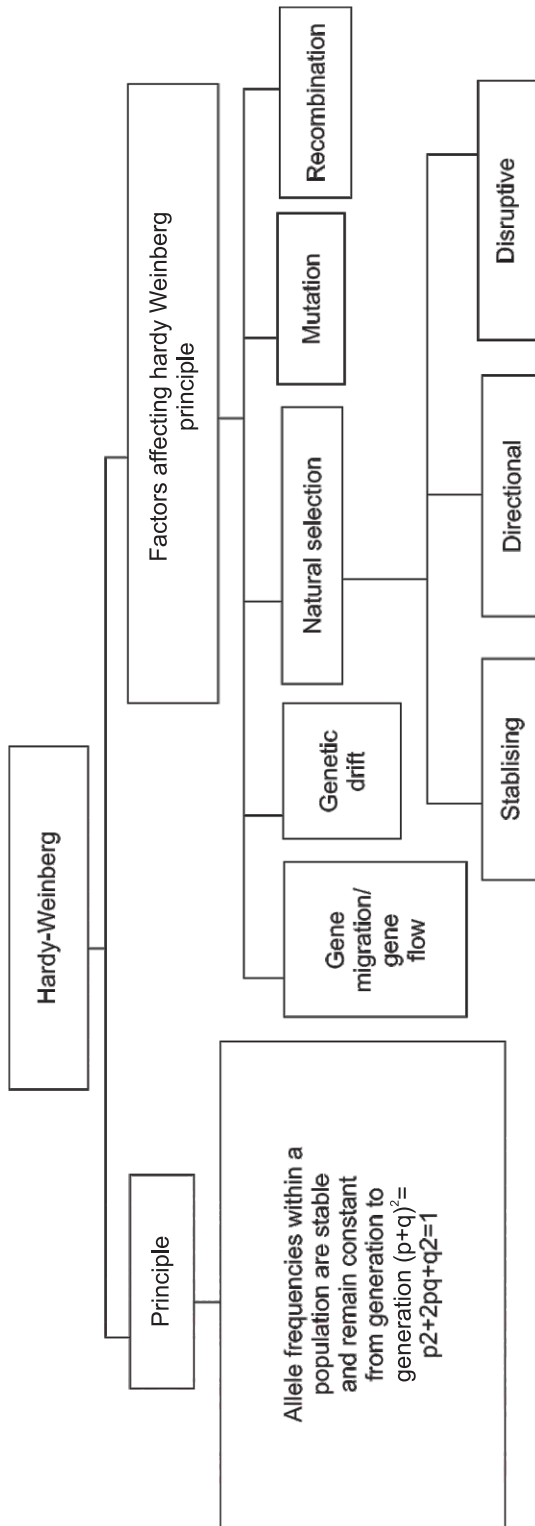 Hardy-Weinberg
Principle
Allele frequencies within a
population are stable
and remain constant
from generation to
generation (p+q)²=
p2+2pq+q2=1
Factors affecting hardy Weinberg
principle
Gene
migration/
gene
flow
Genetic
drift
Natural selection
Mutation
Recombination
Stablising
Directional
Disruptive